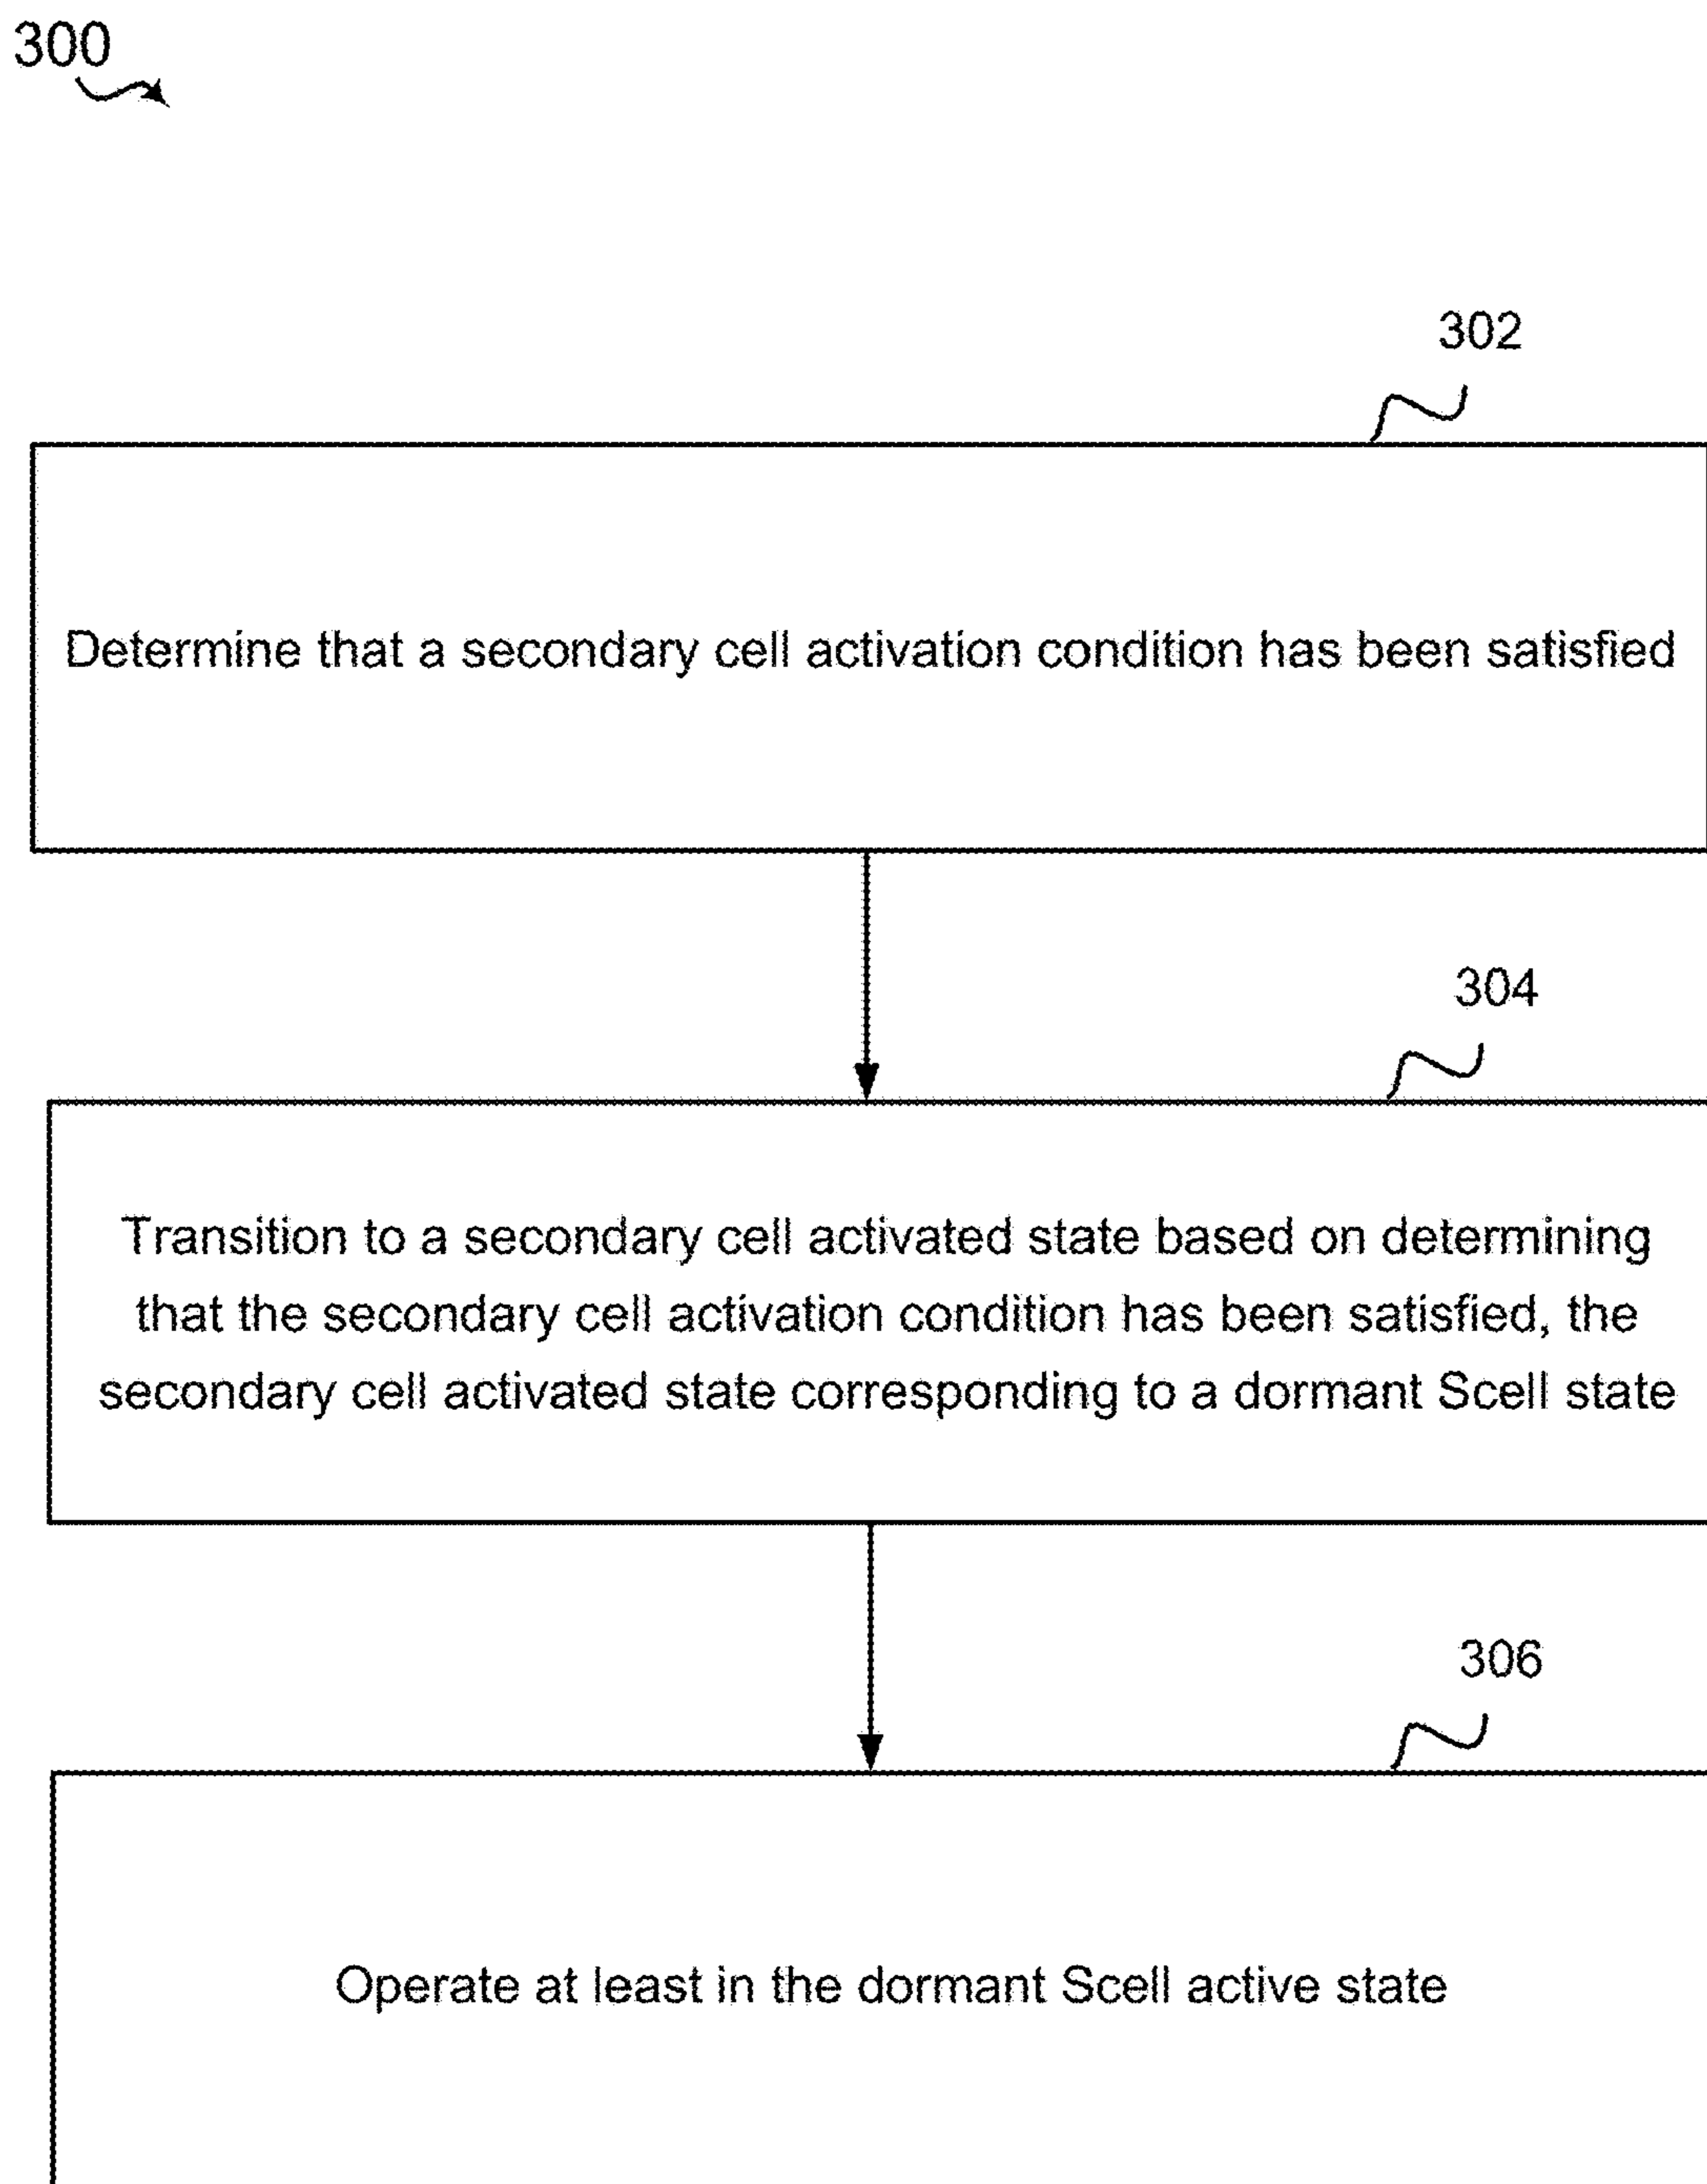 300
302
Determine that a secondary cell activation condition has been satisfied
304
Transition to a secondary cell activated state based on determining
that the secondary cell activation condition has been satisfied, the
secondary cell activated state corresponding to a dormant Scell state
306
Operate at least in the dormant Scell active state